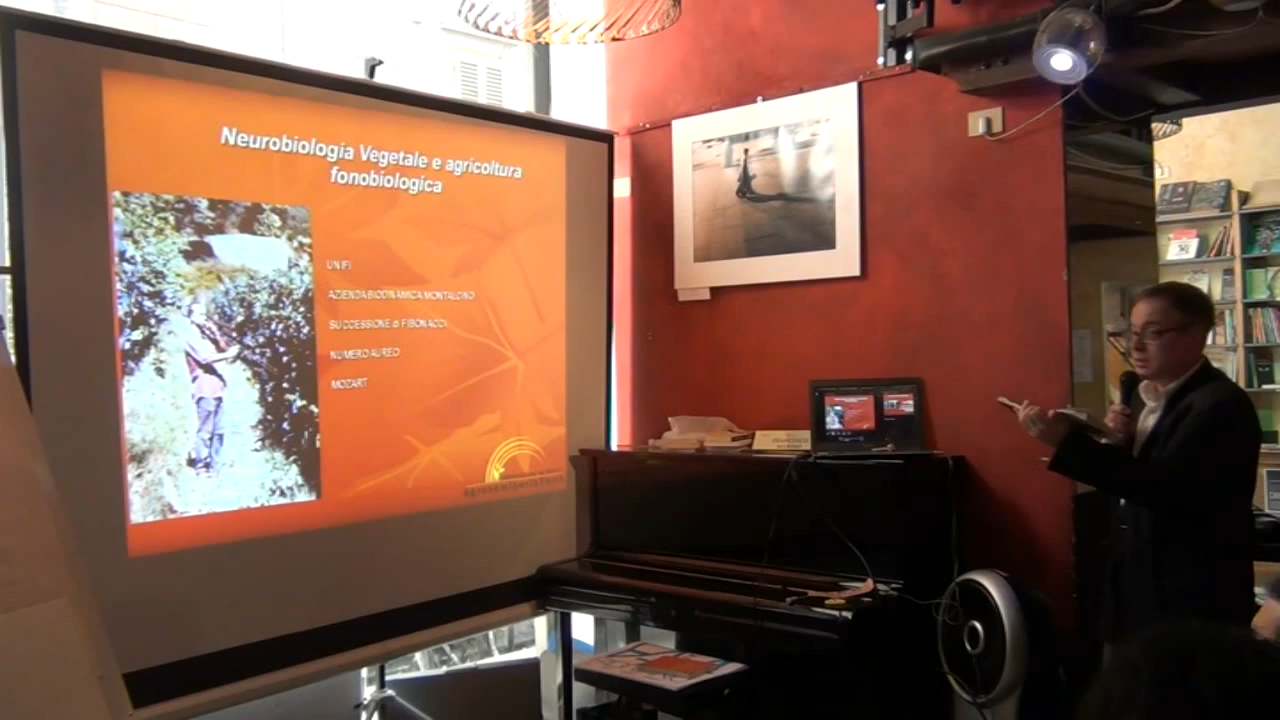 Neurobiologia Vegetale e agricoltura
fonobiologica
UNIFI
AZIENDA BIODINAMICA MONTALCINO
SUCCESSIONE di FIBONACCI
NUMERO AUREO
MOZART